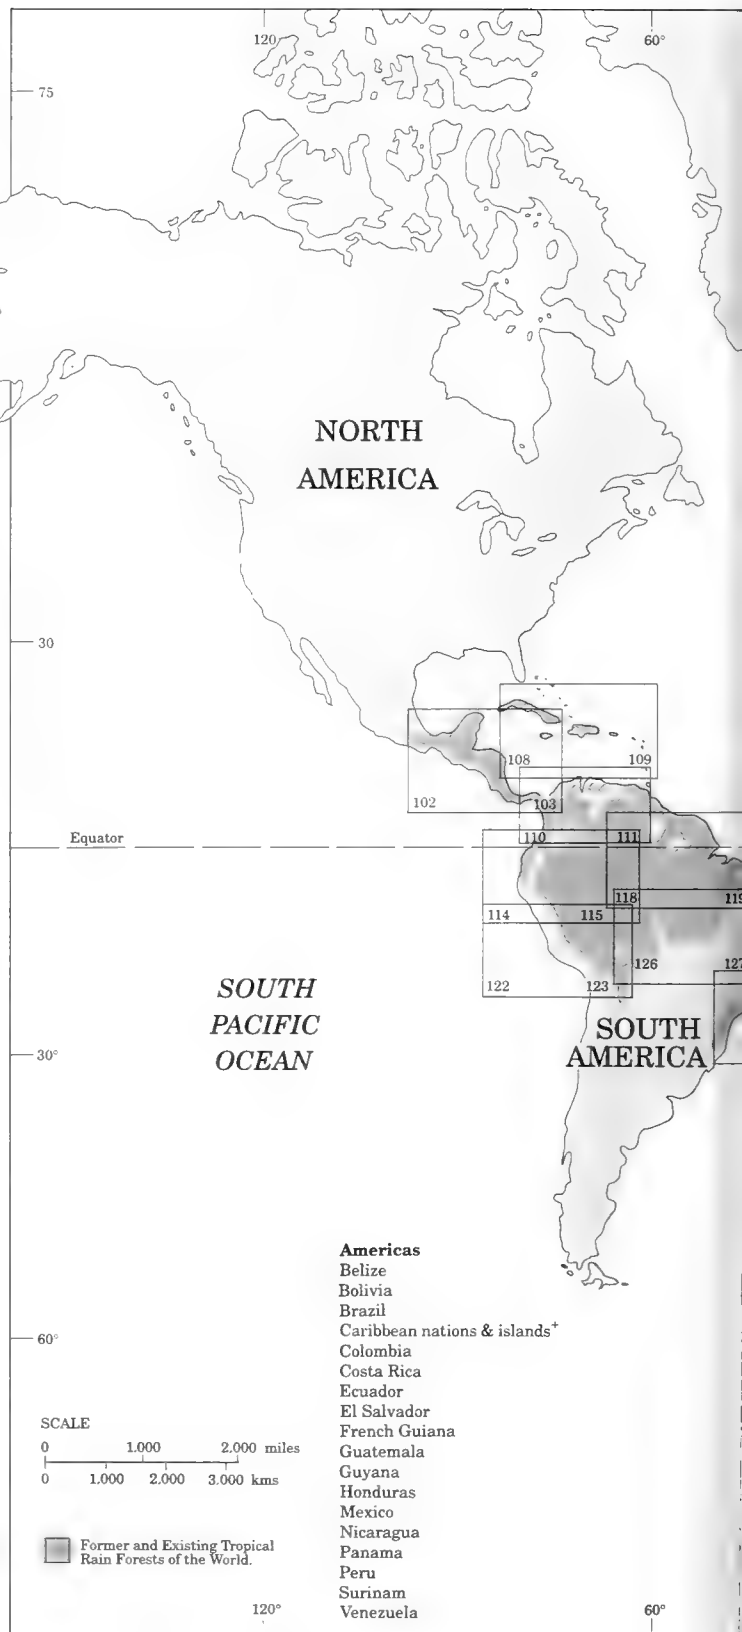 120
60°
75
NORTH
AMERICA
30
108 109
102 103
Equator
110 111
118 119
114 115
126 127
122 123
SOUTH
PACIFIC
OCEAN
SOUTH
AMERICA
30°
Americas
Belize
Bolivia
Brazil
Caribbean nations & islands+
Colombia
Costa Rica
Ecuador
El Salvador
French Guiana
Guatemala
Guyana
Honduras
Mexico
Nicaragua
Panama
Peru
Surinam
Venezuela
60°
SCALE
0 1.000 2.000 miles
0 1.000 2.000 3.000 kms
Former and Existing Tropical
Rain Forests of the World.
120°
60°